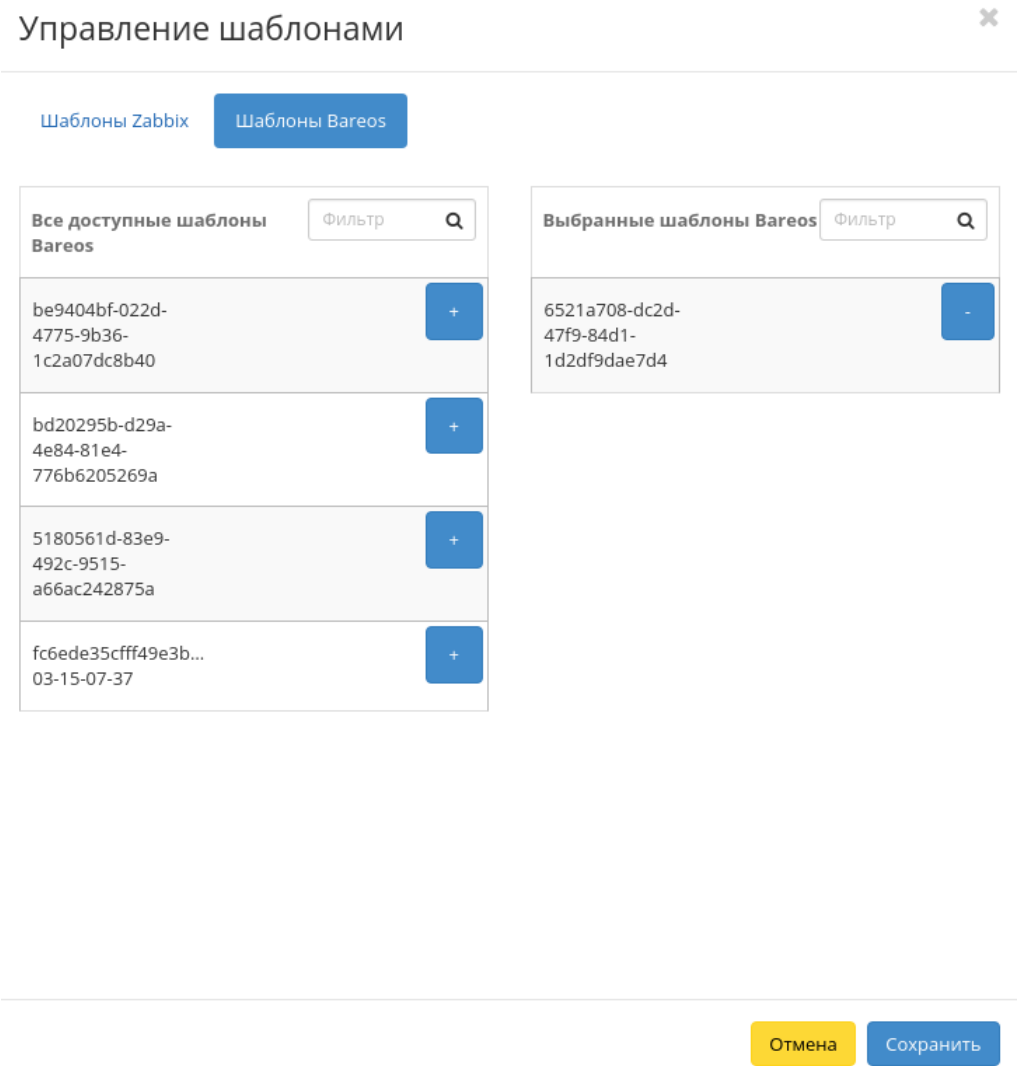 Управление шаблонами
Шаблоны Zabbix
Шаблоны Bareos
Все доступные шаблоны
Bareos
Фильтр
be9404bf-022d-
4775-9b36-
1c2a07dc8b40
+
bd20295b-d29a-
4e84-81e4-
776b6205269a
+
5180561d-83e9-
492c-9515-
a66ac242875a
+
fc6ede35cfff49e3b...
03-15-07-37
+
Выбранные шаблоны Bareos
Фильтр
6521a708-dc2d-
47f9-84d1-
1d2df9dae7d4
-
Отмена
Сохранить